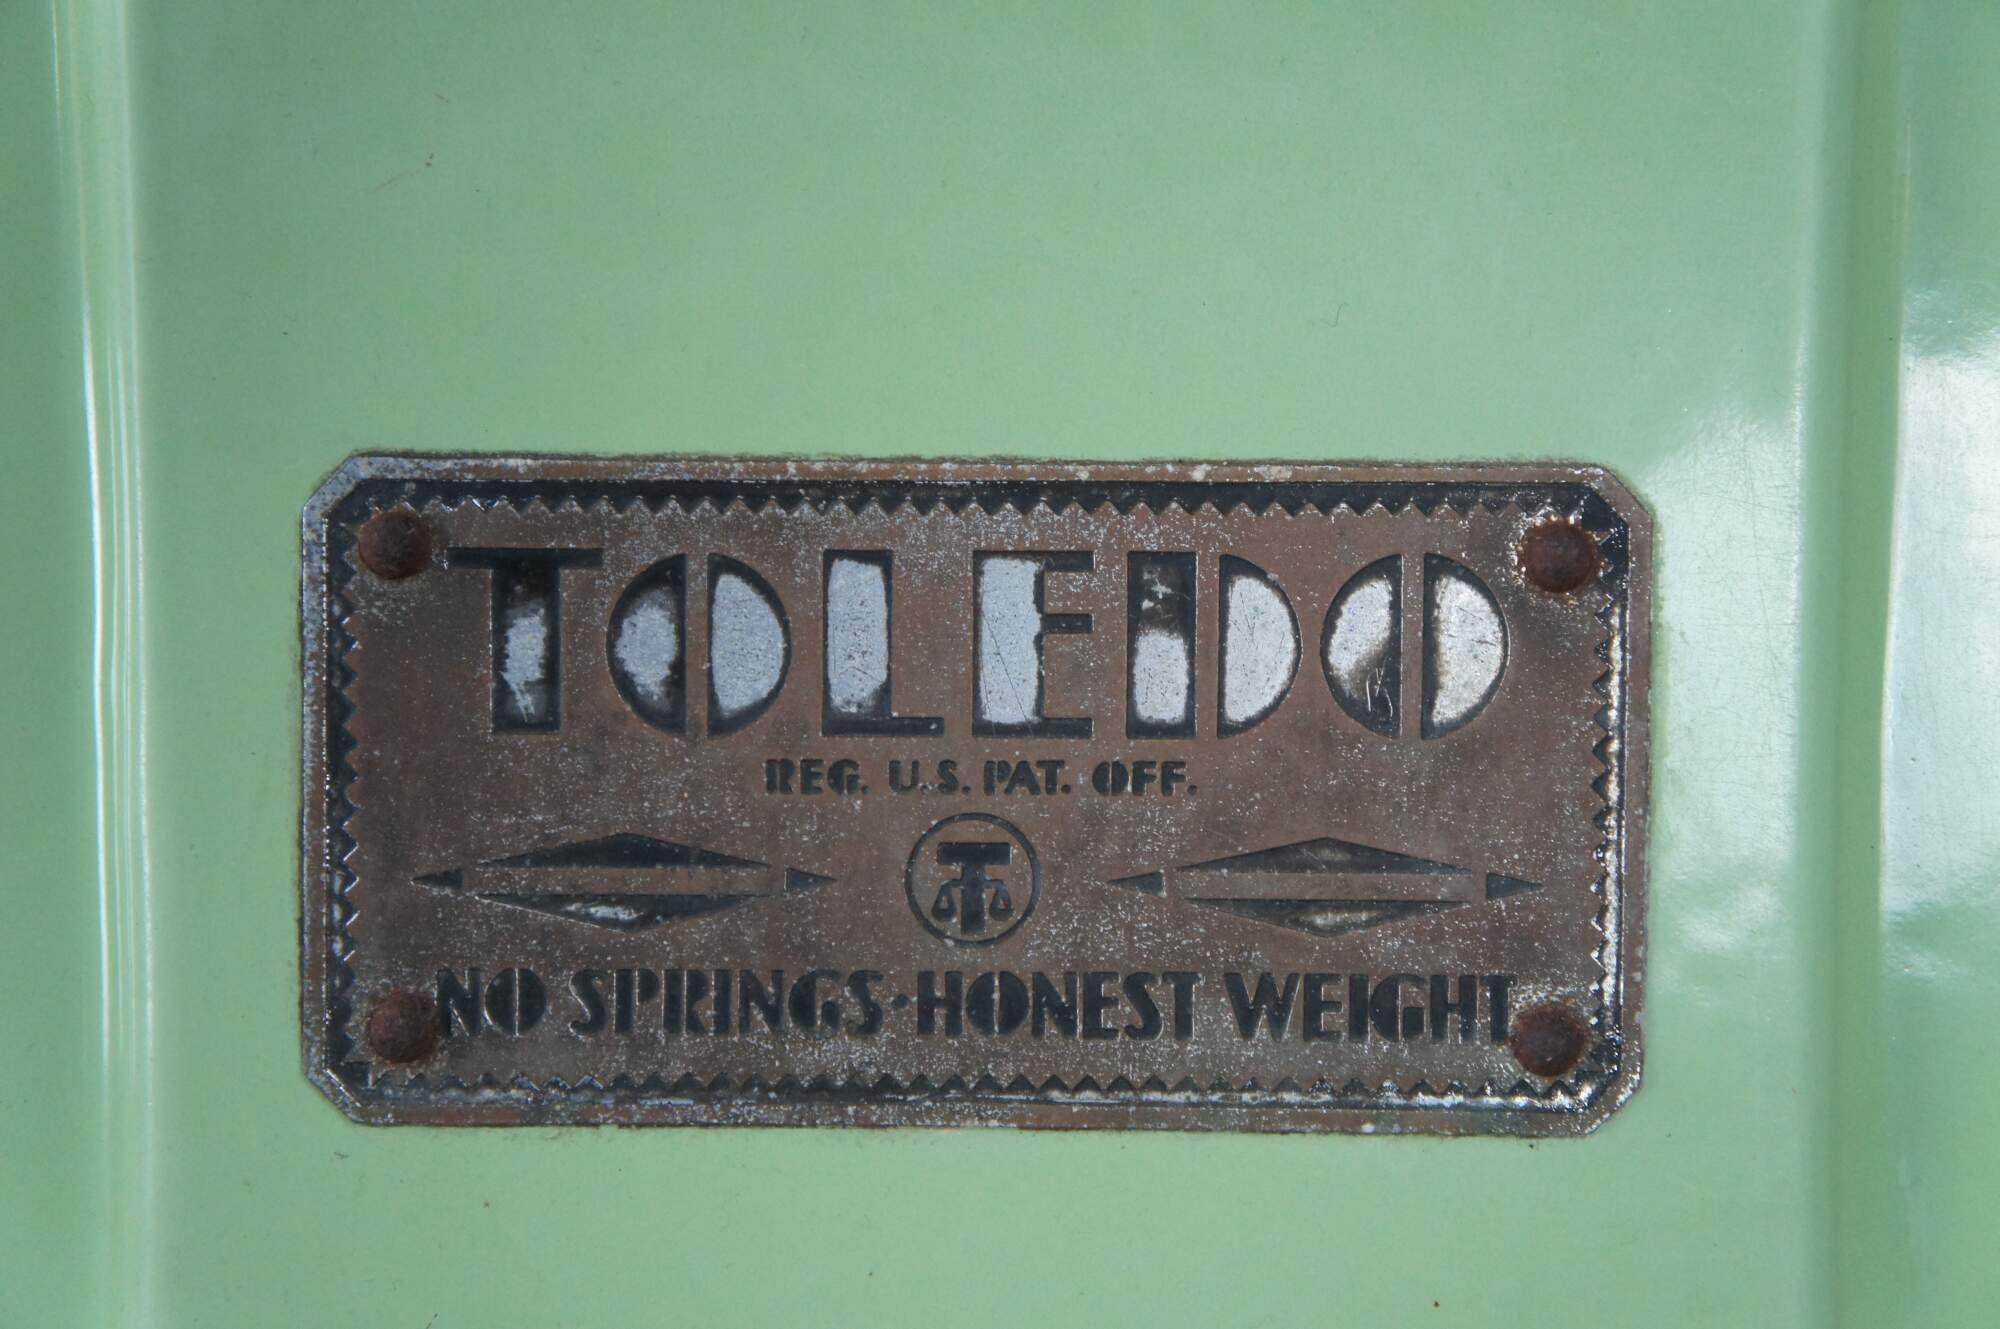 TOLEDO
REG. U.S. PAT. OFF.
T
NO SPRINGS·HONEST WEIGHT